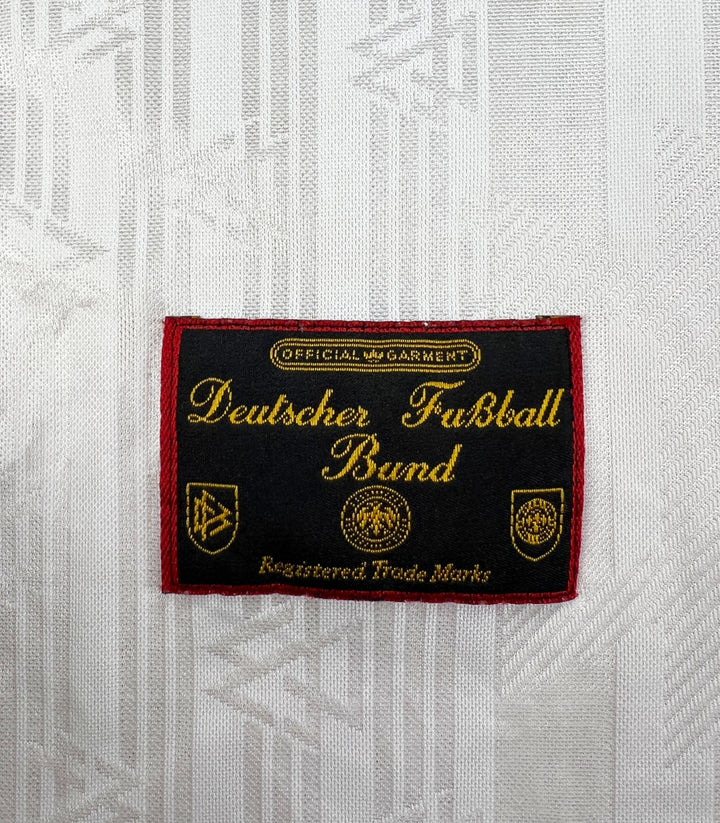 OFFICIAL GARMENT
Deutscher Fußball
Bund
Registered Trade Marks